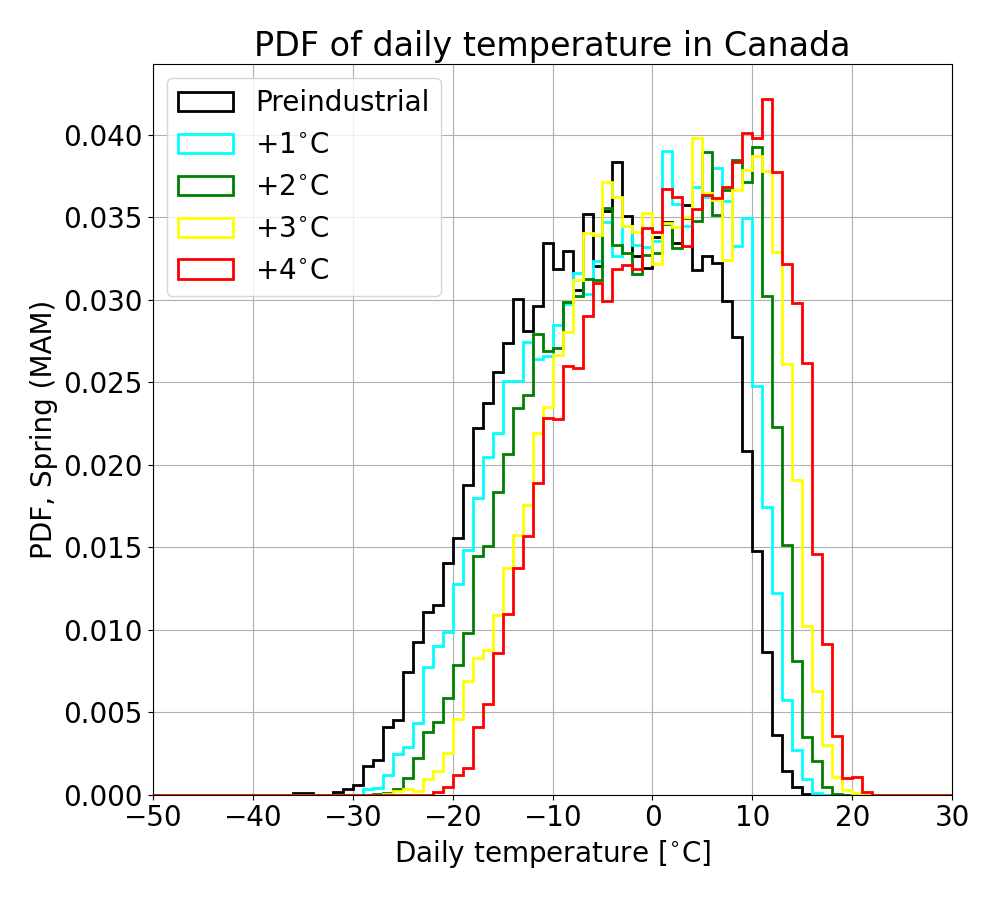 PDF of daily temperature in Canada
Preindustrial
+1°C
+2°C
+3°C
+4°C
PDF, Spring (MAM)
0.040
0.035
0.030
0.025
0.020
0.015
0.010
0.005
0.000
−50 −40 −30 −20 −10 0 10 20 30
Daily temperature [°C]